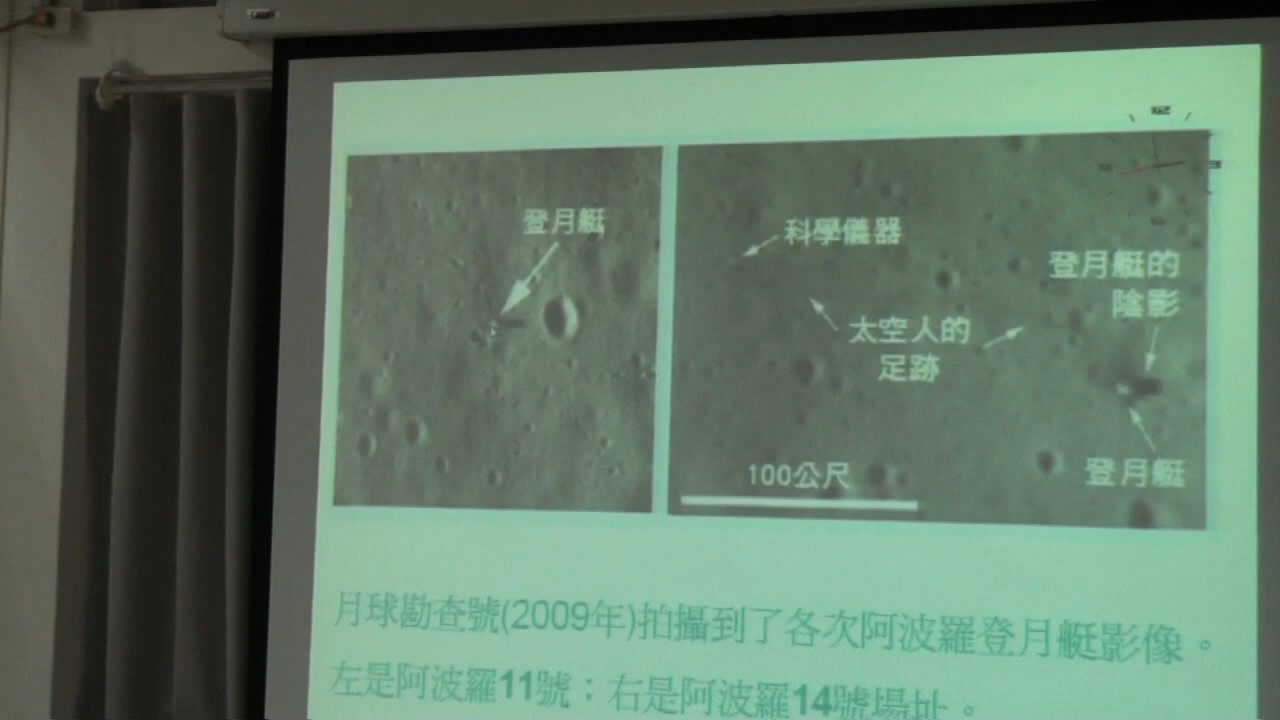 登月艇
科學儀器
太空人的
足跡
登月艇的
陰影
登月艇
100公尺
月球勘查號(2009年)拍攝到了各次阿波羅登月艇影像。
左是阿波羅11號；右是阿波羅14號場址。